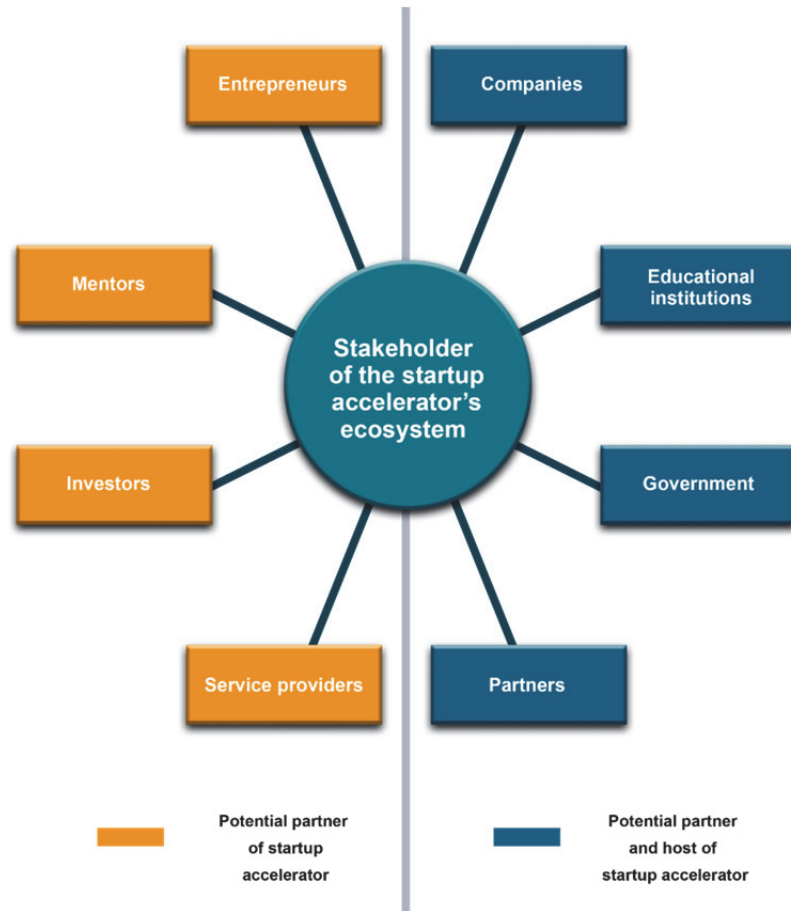 Entrepreneurs
Companies
Mentors
Educational
institutions
Stakeholder
of the startup
accelerator's
ecosystem
Investors
Government
Service providers
Partners
Potential partner
of startup
accelerator
Potential partner
and host of
startup accelerator